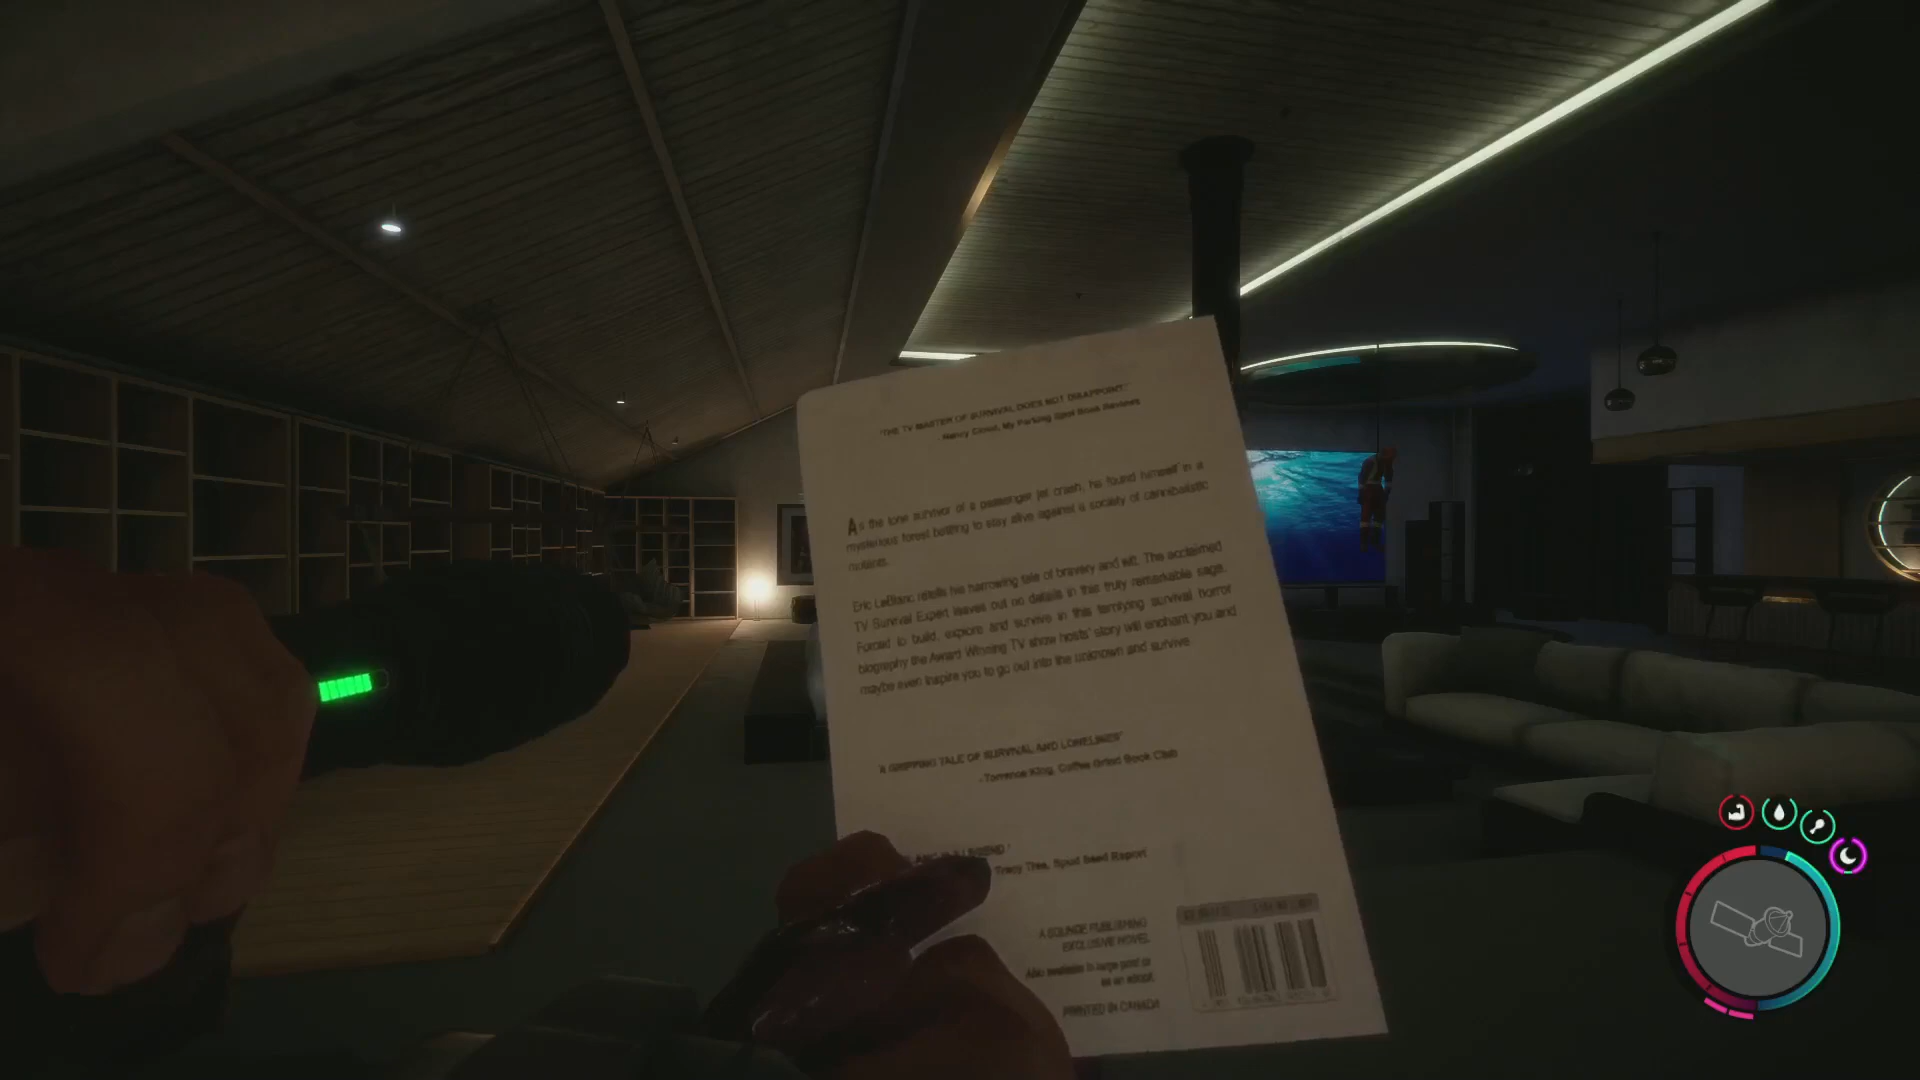 "THE TV MASTER OF SURVIVAL DOES NOT DISAPPOINT."
- Nancy Cloud, My Parking Spot Book Reviews
As the lone survivor of a passenger jet crash, he found himself in a
mysterious forest battling to stay alive against a society of cannibalistic
mutants.
Eric LeBlanc retells his harrowing tale of bravery and wit. The acclaimed
TV Survival Expert leaves out no details in this truly remarkable saga.
Forced to build, explore and survive in this terrifying survival horror
biography the Award Winning TV show hosts' story will enchant you and
maybe even inspire you to go out into the unknown and survive
"A GRIPPING TALE OF SURVIVAL AND LONELINESS"
- Torrence King, Coffee Grind Book Club
Tracy Thea, Spud Seed Report
PUBLISHING
EXCLUSIVE NOVEL
Also available in large print or
as an ebook
PRINTED IN CANADA